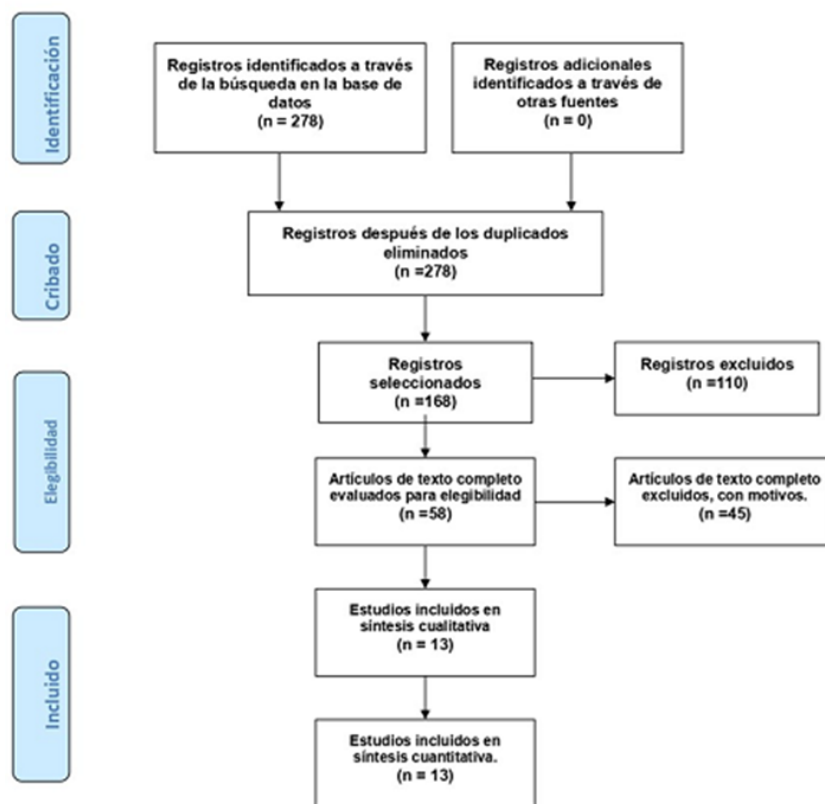 Identificación
Registros identificados a través
de la búsqueda en la base de
datos
(n = 278)
Registros adicionales
identificados a través de
otras fuentes
(n = 0)
Cribado
Registros después de los duplicados
eliminados
(n =278)
Registros
seleccionados
(n =168)
Registros excluidos
(n =110)
Elegibilidad
Artículos de texto completo
evaluados para elegibilidad
(n =58)
Artículos de texto completo
excluidos, con motivos.
(n =45)
Incluido
Estudios incluidos en
síntesis cualitativa
(n = 13)
Estudios incluidos en
síntesis cuantitativa.
(n = 13)